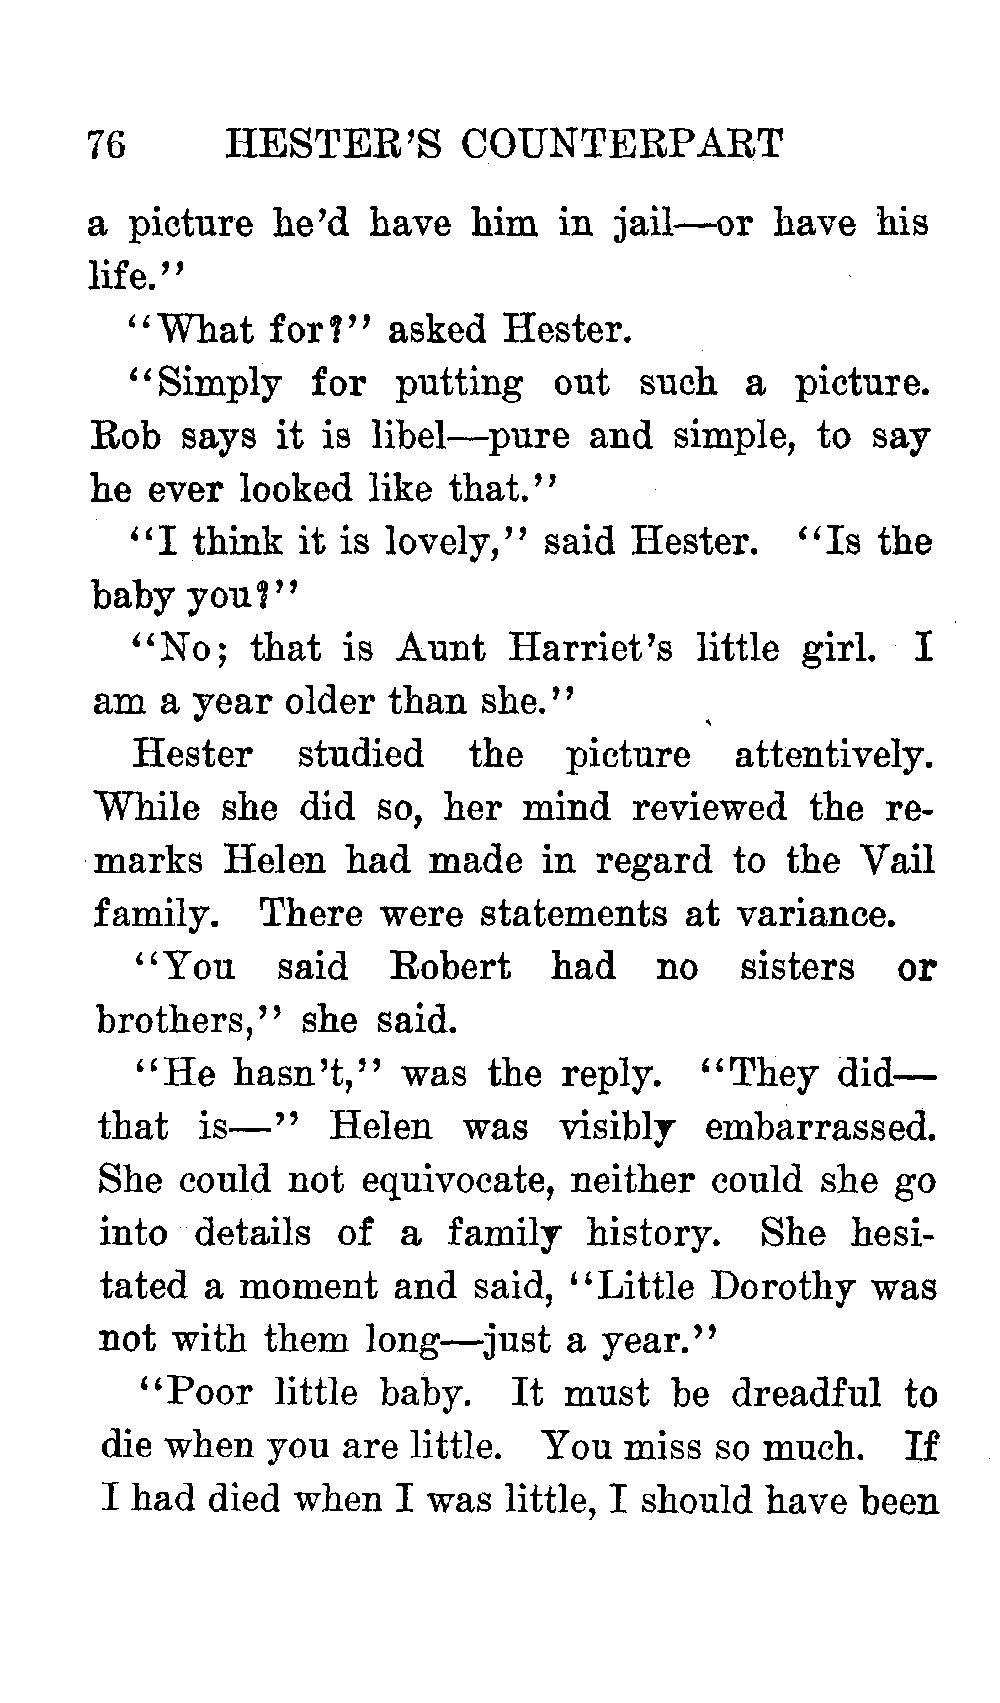 76 HESTER'S COUNTERPART
a picture he'd have him in jail—or have his
life."
"What for?" asked Hester.
"Simply for putting out such a picture.
Rob says it is libel—pure and simple, to say
he ever looked like that."
"I think it is lovely," said Hester. "Is the
baby you?"
"No; that is Aunt Harriet's little girl. I
am a year older than she."
Hester studied the picture attentively.
While she did so, her mind reviewed the re-
marks Helen had made in regard to the Vail
family. There were statements at variance.
"You said Robert had no sisters or
brothers," she said.
"He hasn't," was the reply. "They did—
that is—" Helen was visibly embarrassed.
She could not equivocate, neither could she go
into details of a family history. She hesi-
tated a moment and said, "Little Dorothy was
not with them long—just a year."
"Poor little baby. It must be dreadful to
die when you are little. You miss so much. If
I had died when I was little, I should have been